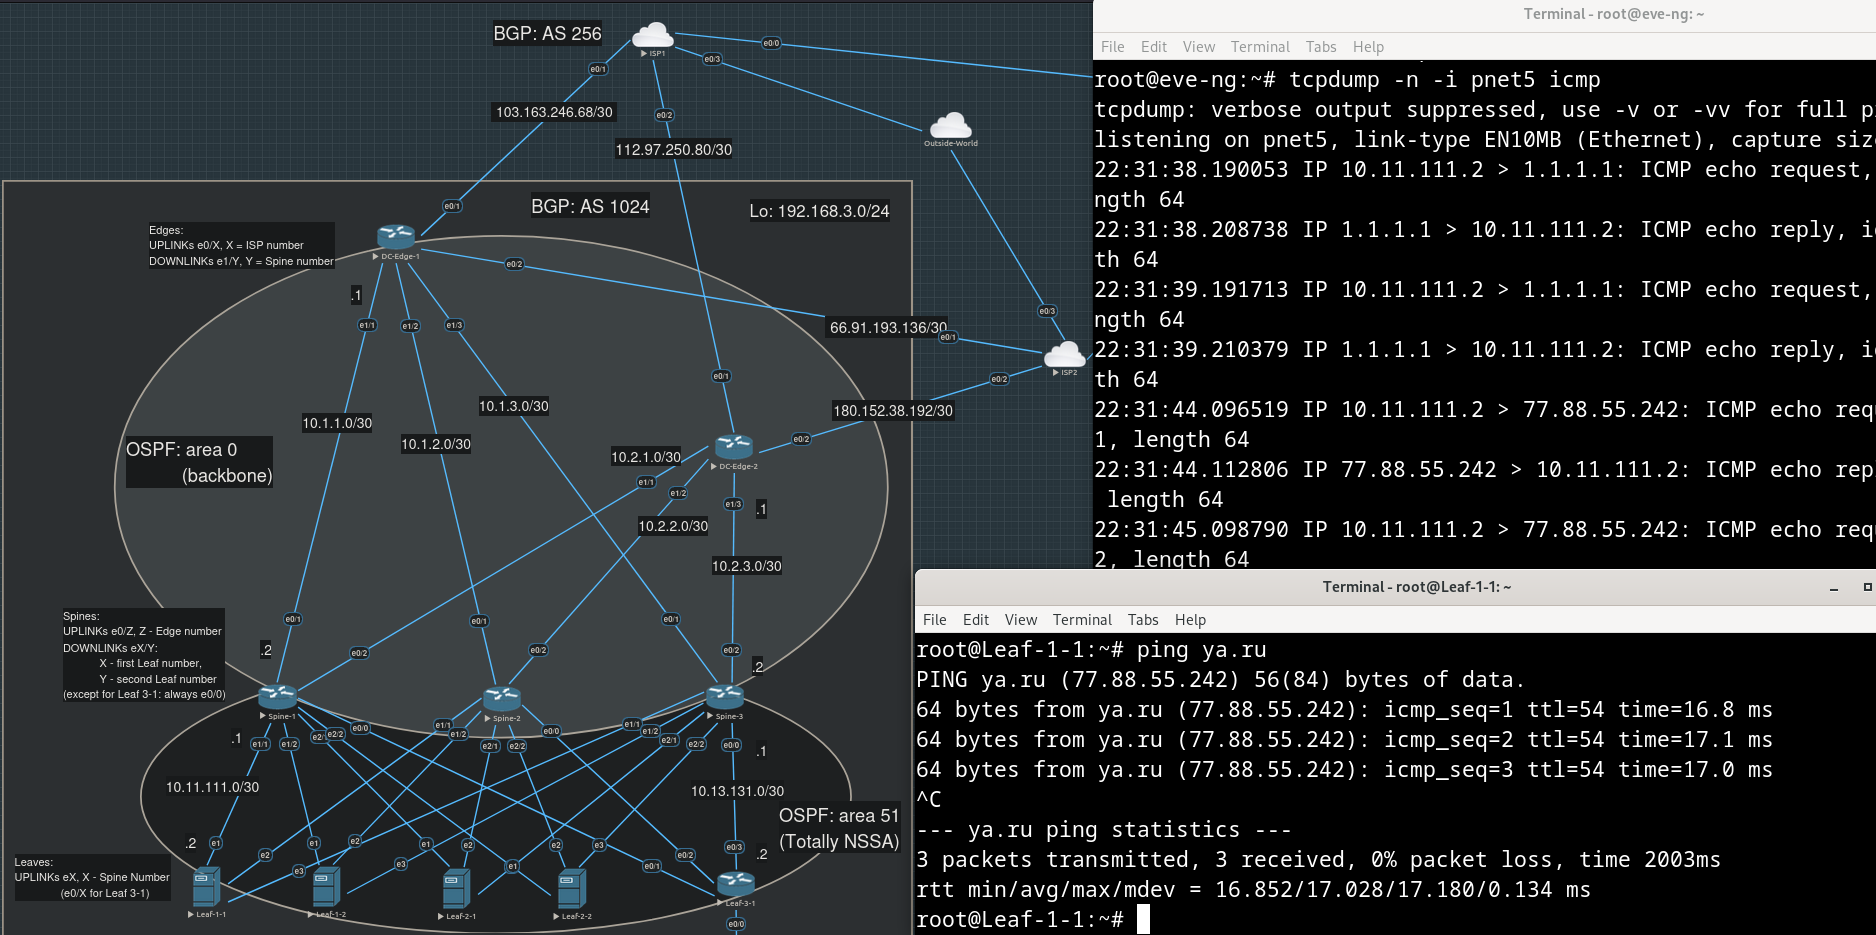 BGP: AS 256
ISP1
e0/0
e0/3
e0/1
103.163.246.68/30
e0/2
112.97.250.80/30
Outside-World
BGP: AS 1024
Lo: 192.168.3.0/24
e0/1
Edges:
UPLINKs e0/X, X = ISP number
DOWNLINKs e1/Y, Y = Spine number
DC-Edge-1
e0/2
.1
e1/1
e1/2
e1/3
e0/3
66.91.193.136/30
e0/1
ISP2
e0/1
e0/2
10.1.1.0/30
10.1.3.0/30
180.152.38.192/30
10.1.2.0/30
OSPF: area 0
(backbone)
10.2.1.0/30
e0/2
DC-Edge-2
e1/1
e1/2
e1/3
.1
10.2.2.0/30
10.2.3.0/30
Spines:
UPLINKs e0/Z, Z - Edge number
DOWNLINKs eX/Y:
X - first Leaf number,
Y - second Leaf number
(except for Leaf 3-1: always e0/0)
e0/1
e0/1
e0/1
.2
e0/2
e0/2
e0/2
.2
Spine-1
Spine-2
Spine-3
.1
e1/1
e1/2
e2/2
e0/0
e1/1
e1/2
e2/1
e2/2
e0/0
e1/1
e1/2
e2/1
e2/2
e0/0
.1
10.11.111.0/30
10.13.131.0/30
OSPF: area 51
(Totally NSSA)
.2
e1
e2
e3
e1
e2
e3
e1
e2
e1
e2
e3
e0/1
e0/2
e0/3
.2
Leaves:
UPLINKs eX, X - Spine Number
(e0/X for Leaf 3-1)
Leaf-1-1
Leaf-1-2
Leaf-2-1
Leaf-2-2
Leaf-3-1
e0/0
Terminal - root@eve-ng: ~
File Edit View Terminal Tabs Help
root@eve-ng:~# tcpdump -n -i pnet5 icmp
tcpdump: verbose output suppressed, use -v or -vv for full p
listening on pnet5, link-type EN10MB (Ethernet), capture siz
22:31:38.190053 IP 10.11.111.2 > 1.1.1.1: ICMP echo request,
ngth 64
22:31:38.208738 IP 1.1.1.1 > 10.11.111.2: ICMP echo reply, i
th 64
22:31:39.191713 IP 10.11.111.2 > 1.1.1.1: ICMP echo request,
ngth 64
22:31:39.210379 IP 1.1.1.1 > 10.11.111.2: ICMP echo reply, i
th 64
22:31:44.096519 IP 10.11.111.2 > 77.88.55.242: ICMP echo req
1, length 64
22:31:44.112806 IP 77.88.55.242 > 10.11.111.2: ICMP echo rep
length 64
22:31:45.098790 IP 10.11.111.2 > 77.88.55.242: ICMP echo req
2, length 64
Terminal - root@Leaf-1-1: ~
File Edit View Terminal Tabs Help
root@Leaf-1-1:~# ping ya.ru
PING ya.ru (77.88.55.242) 56(84) bytes of data.
64 bytes from ya.ru (77.88.55.242): icmp_seq=1 ttl=54 time=16.8 ms
64 bytes from ya.ru (77.88.55.242): icmp_seq=2 ttl=54 time=17.1 ms
64 bytes from ya.ru (77.88.55.242): icmp_seq=3 ttl=54 time=17.0 ms
^C
--- ya.ru ping statistics ---
3 packets transmitted, 3 received, 0% packet loss, time 2003ms
rtt min/avg/max/mdev = 16.852/17.028/17.180/0.134 ms
root@Leaf-1-1:~#